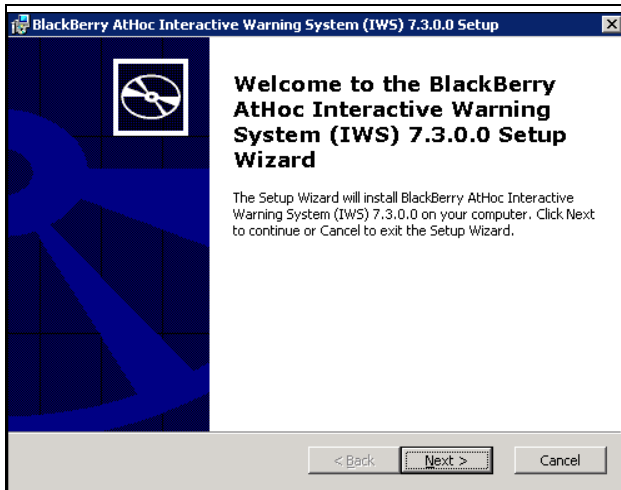 BlackBerry AtHoc Interactive Warning System (IWS) 7.3.0.0 Setup
Welcome to the BlackBerry
AtHoc Interactive Warning
System (IWS) 7.3.0.0 Setup
Wizard
The Setup Wizard will install BlackBerry AtHoc Interactive
Warning System (IWS) 7.3.0.0 on your computer. Click Next
to continue or Cancel to exit the Setup Wizard.
< Back Next > Cancel